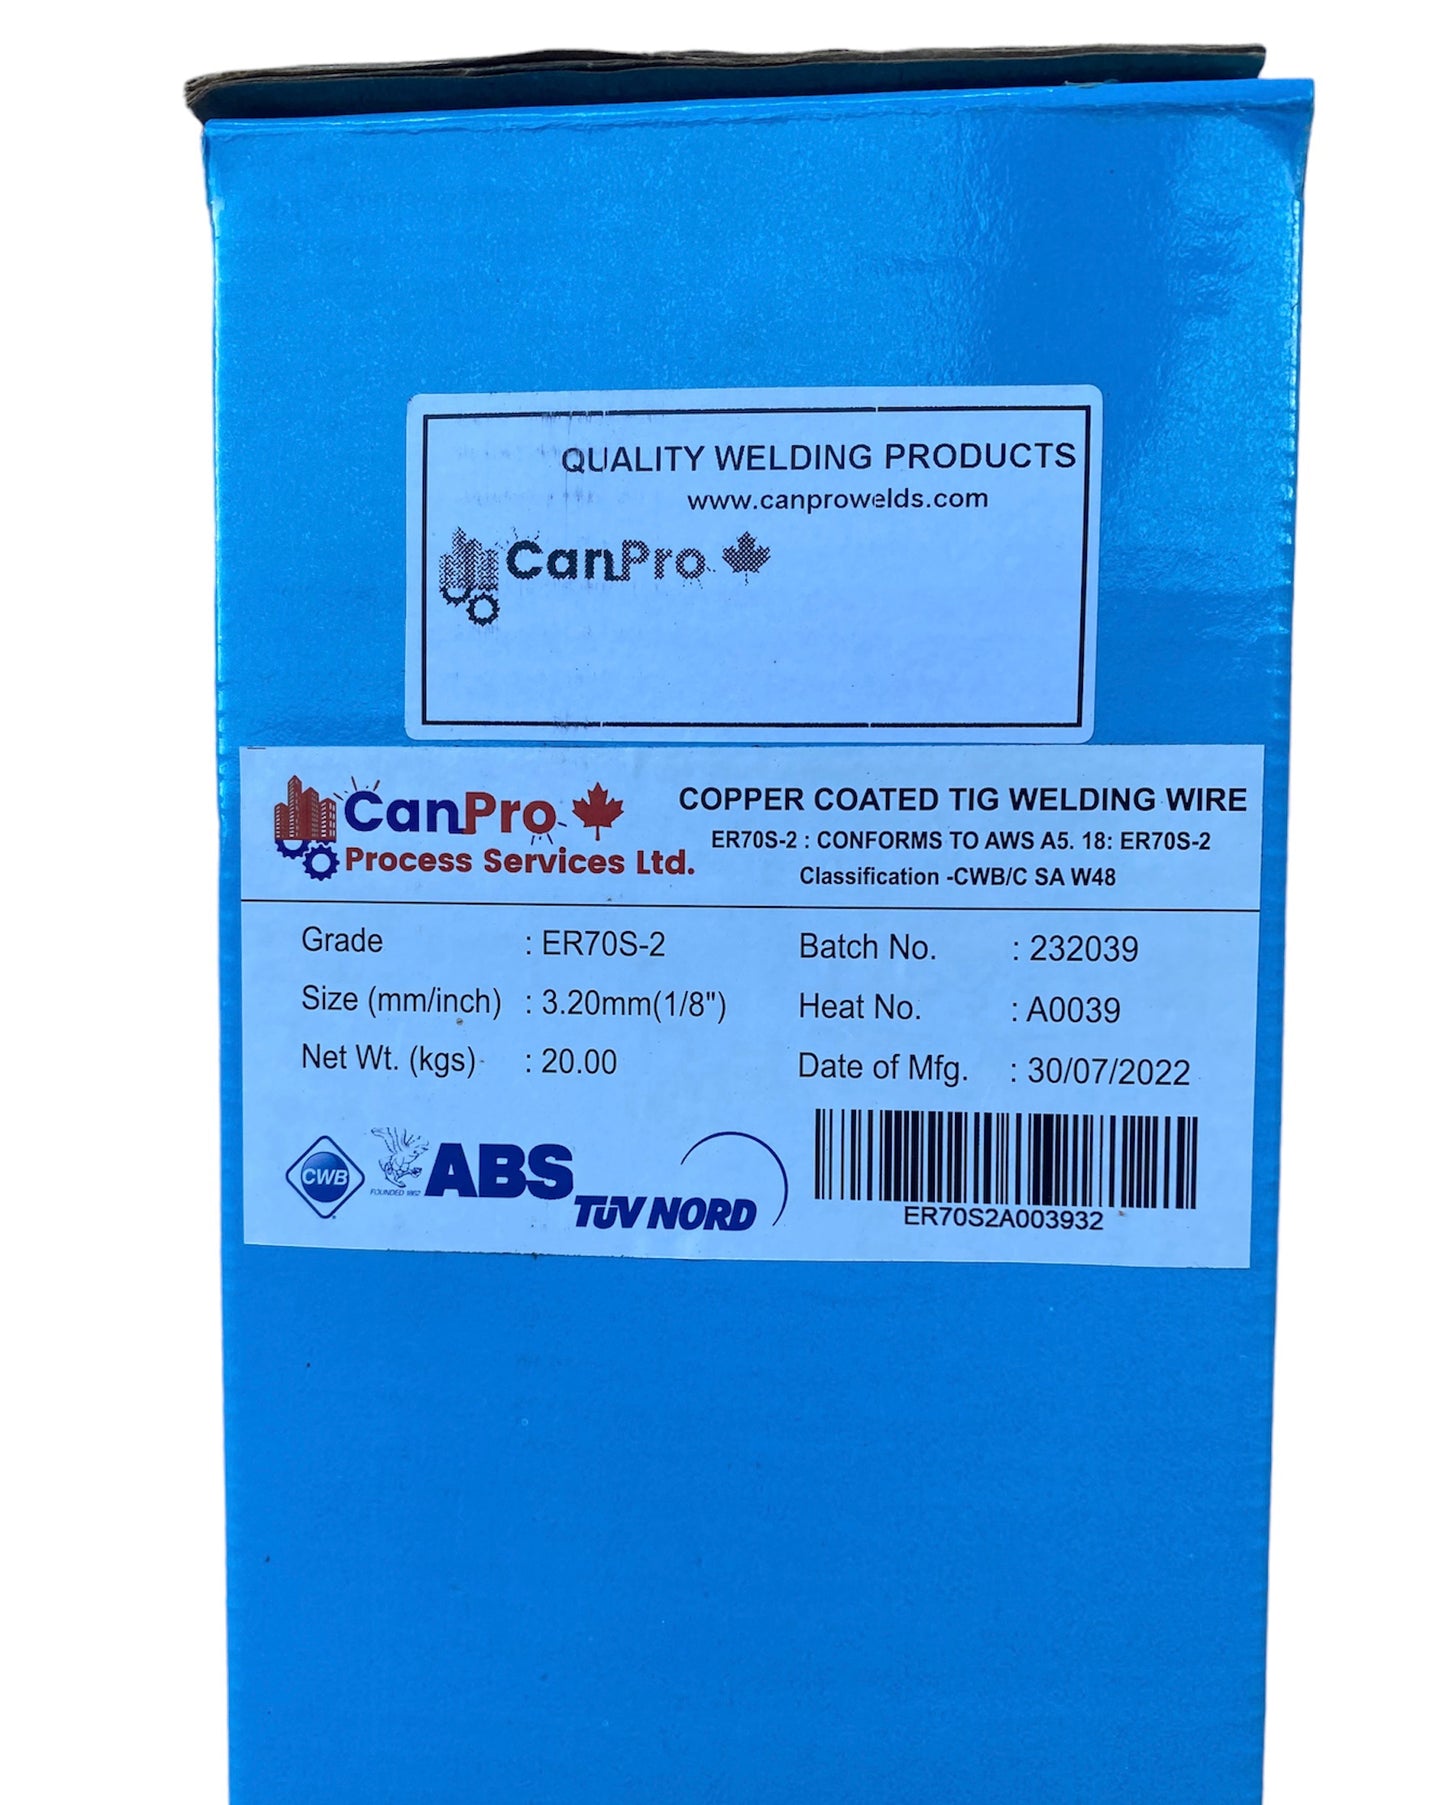 QUALITY WELDING PRODUCTS
www.canprowelds.com
CanPro
CanPro
Process Services Ltd.
COPPER COATED TIG WELDING WIRE
ER70S-2 : CONFORMS TO AWS A5. 18: ER70S-2
Classification -CWB/C SA W48
Grade : ER70S-2
Batch No. : 232039
Size (mm/inch) : 3.20mm(1/8")
Heat No. : A0039
Net Wt. (kgs) : 20.00
Date of Mfg. : 30/07/2022
CWB
FOUNDED 1862
ABS
TÜV NORD
ER70S2A003932